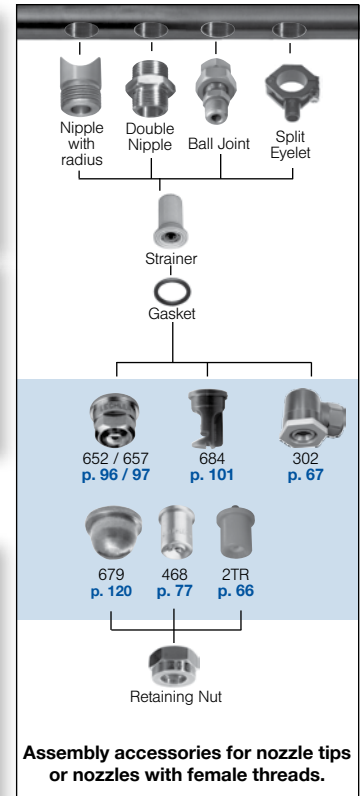 Nipple
with
radius
Double
Nipple
Ball Joint
Split
Eyelet
Strainer
Gasket
652 / 657
p. 96 / 97
684
p. 101
302
p. 67
679
p. 120
468
p. 77
2TR
p. 66
Retaining Nut
Assembly accessories for nozzle tips
or nozzles with female threads.